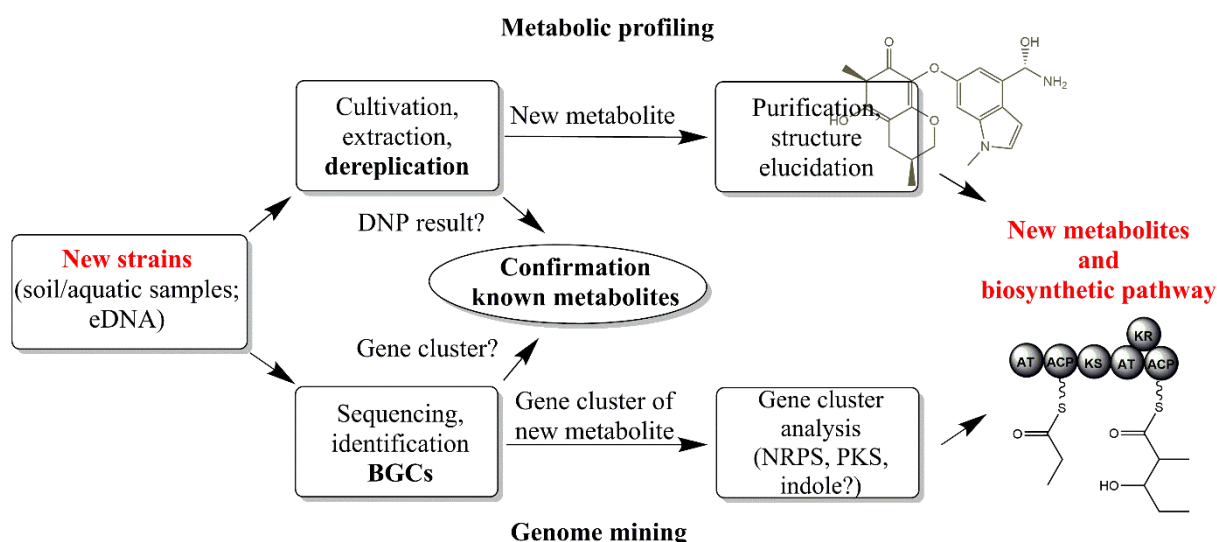 Metabolic profiling
Cultivation,
extraction,
dereplication
New metabolite
Purification,
structure
elucidation
O
O
HO
O
OH
NH2
N
DNP result?
New strains
(soil/aquatic samples;
eDNA)
Confirmation
known metabolites
New metabolites
and
biosynthetic pathway
Gene cluster?
Sequencing,
identification
BGCs
Gene cluster of
new metabolite
Gene cluster
analysis
(NRPS, PKS,
indole?)
KR
AT ACP KS AT ACP
S
S
O
O
HO
Genome mining